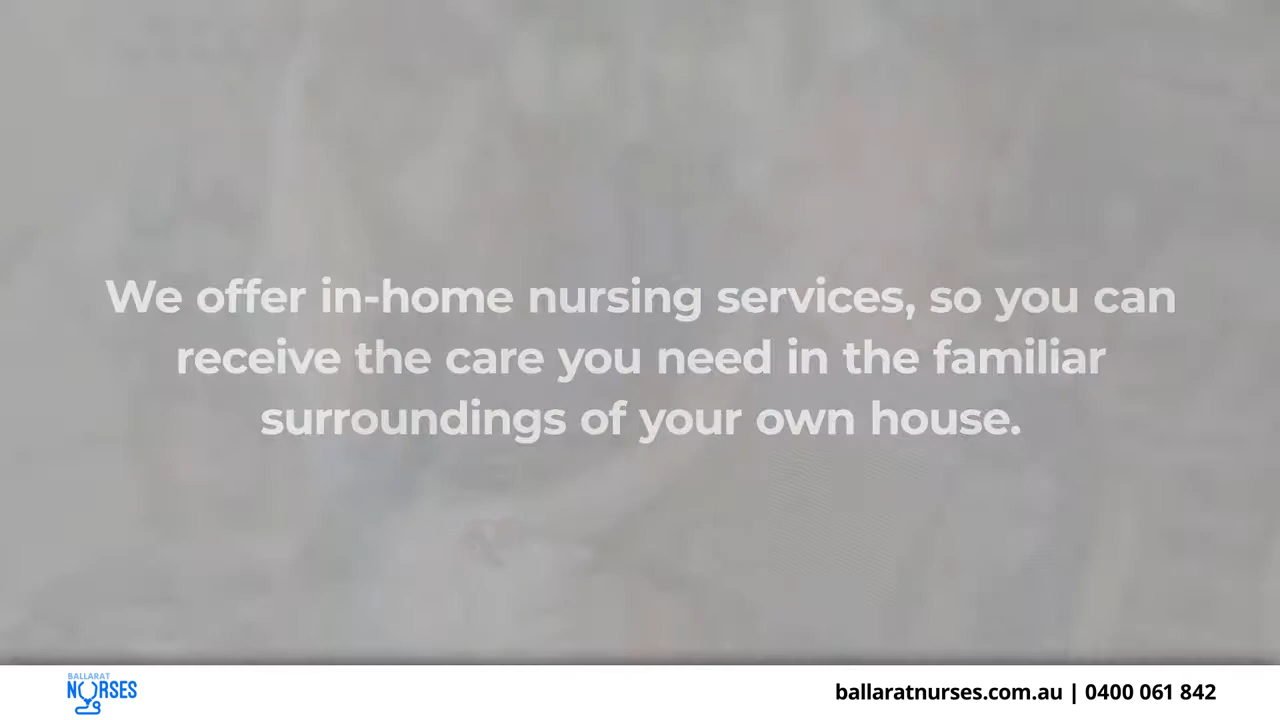 We offer in-home nursing services, so you can
receive the care you need in the familiar
surroundings of your own house.
BALLARAT
NURSES
ballaratnurses.com.au | 0400 061 842